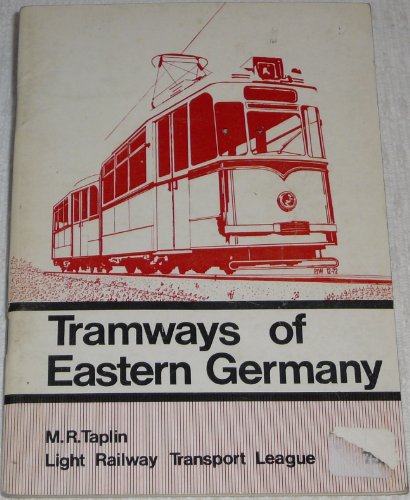 Tramways of
Eastern Germany
M.R.Taplin
Light Railway Transport League